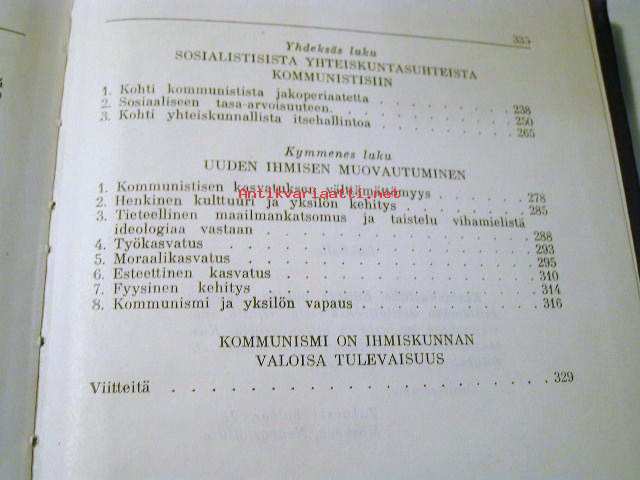 335
Yhdeksäs luku
SOSIALISTISISTA YHTEISKUNTASUHTEISTA
KOMMUNISTISIIN
1. Kohti kommunistista jakoperiaatetta . . . . . . . 238
2. Sosiaaliseen tasa-arvoisuuteen. . . . . . . . . . 250
3. Kohti yhteiskunnallista itsehallintoa . . . . . . . 265
Kymmenes luku
UUDEN IHMISEN MUOVAUTUMINEN
1. Kommunistisen kasvatuksen välttämättömyys . . . . . 278
2. Henkinen kulttuuri ja yksilön kehitys . . . . . . . 285
Antikvariaatti.net
3. Tieteellinen maailmankatsomus ja taistelu vihamielistä
ideologiaa vastaan . . . . . . . . . . . . . 288
4. Työkasvatus . . . . . . . . . . . . . . . 293
5. Moraalikasvatus . . . . . . . . . . . . . . 295
6. Esteettinen kasvatus . . . . . . . . . . . . 310
7. Fyysinen kehitys . . . . . . . . . . . . . 314
8. Kommunismi ja yksilön vapaus . . . . . . . . . 316
KOMMUNISMI ON IHMISKUNNAN
VALOISA TULEVAISUUS
Viitteitä . . . . . . . . . . . . . . . . . 329